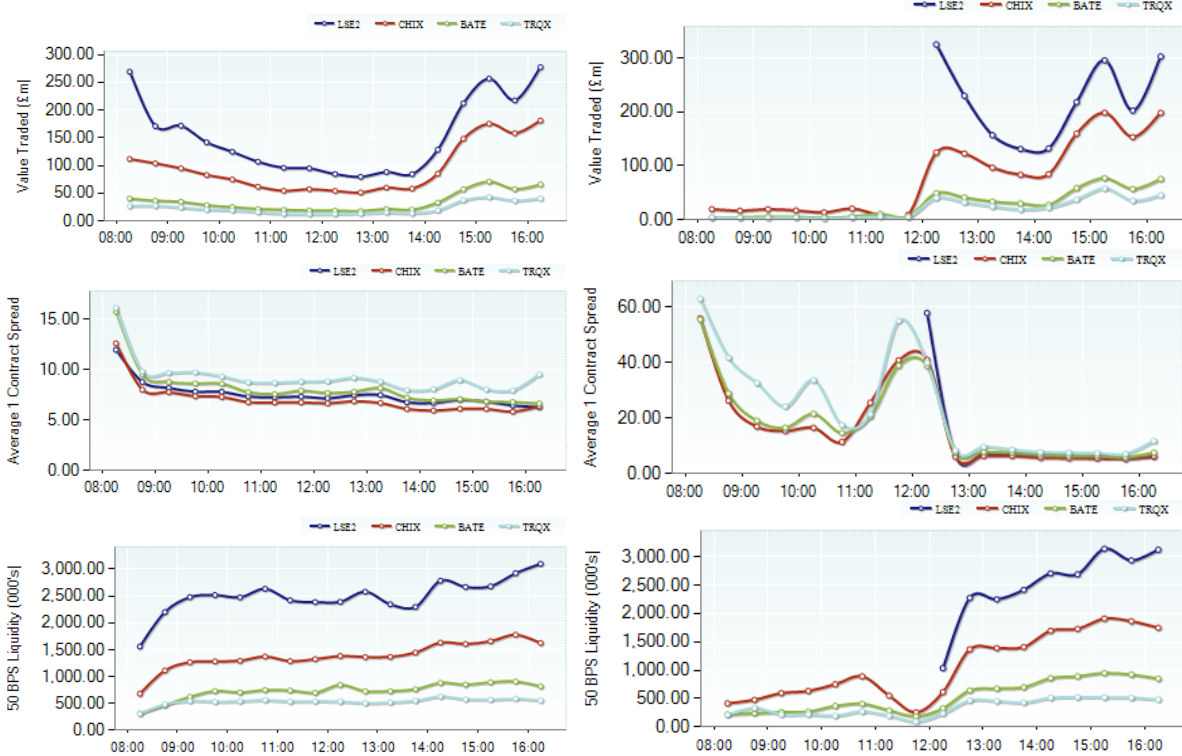 LSE2 CHIX BATE TRQX
Value Traded (£ m|
300.00
250.00
200.00
150.00
100.00
50.00
0.00
08:00 09:00 10:00 11:00 12:00 13:00 14:00 15:00 16:00
LSE2 CHIX BATE TRQX
Value Traded (£ m|
300.00
200.00
100.00
0.00
08:00 09:00 10:00 11:00 12:00 13:00 14:00 15:00 16:00
LSE2 CHIX BATE TRQX
Average 1 Contract Spread
15.00
10.00
5.00
0.00
08:00 09:00 10:00 11:00 12:00 13:00 14:00 15:00 16:00
LSE2 CHIX BATE TRQX
Average 1 Contract Spread
60.00
40.00
20.00
0.00
08:00 09:00 10:00 11:00 12:00 13:00 14:00 15:00 16:00
LSE2 CHIX BATE TRQX
50 BPS Liquidity (000's|
3,000.00
2,500.00
2,000.00
1,500.00
1,000.00
500.00
0.00
08:00 09:00 10:00 11:00 12:00 13:00 14:00 15:00 16:00
LSE2 CHIX BATE TRQX
50 BPS Liquidity (000's|
3,000.00
2,500.00
2,000.00
1,500.00
1,000.00
500.00
0.00
08:00 09:00 10:00 11:00 12:00 13:00 14:00 15:00 16:00